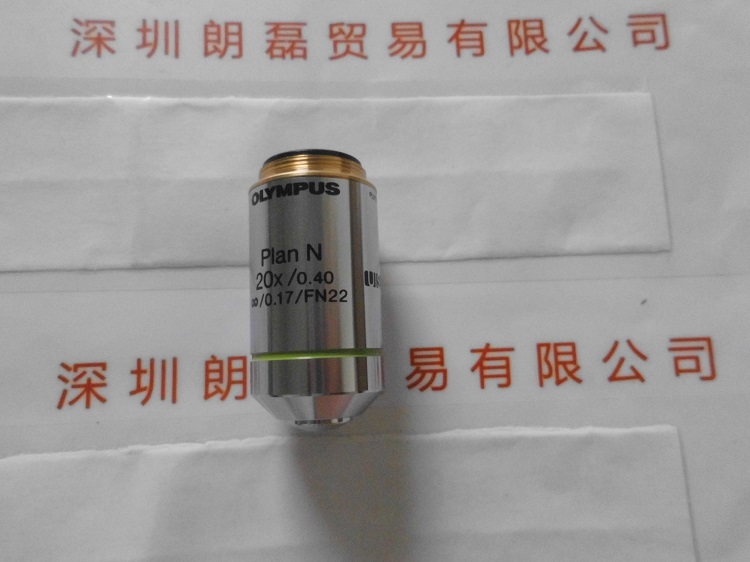 深圳朗磊贸易有限公司
OLYMPUS
Plan N
20x/0.40
∞/0.17/FN22
UIS
深圳朗 易有限公司